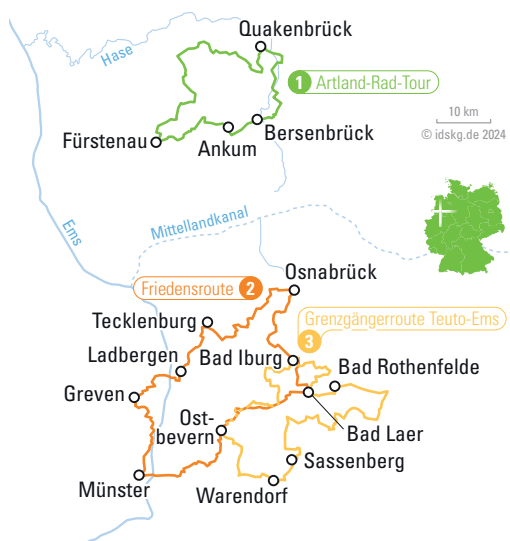 Quakenbrück
Hase
1 Artland-Rad-Tour
10 km
© idskg.de 2024
Fürstenau
Ankum
Bersenbrück
Ems
Mittellandkanal
Osnabrück
Friedensroute 2
Grenzgängerroute Teuto-Ems
3
Tecklenburg
Ladbergen
Bad Iburg
Bad Rothenfelde
Greven
Ost-
bevern
Bad Laer
Sassenberg
Münster
Warendorf